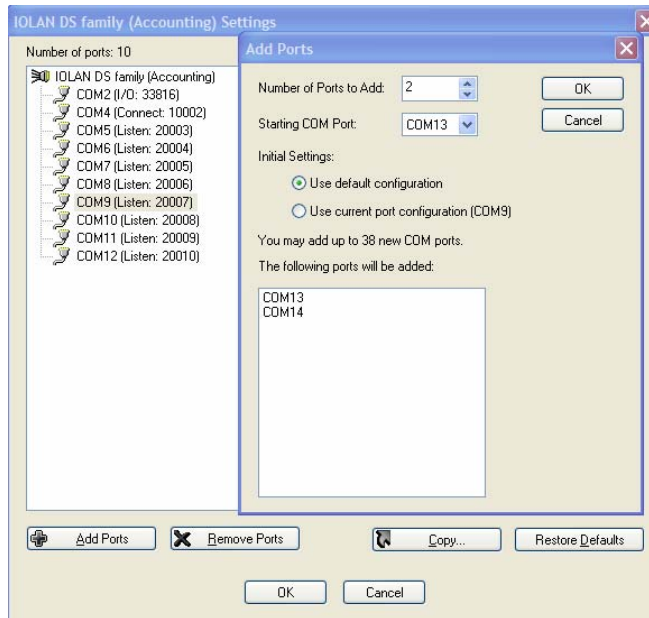 IOLAN DS family (Accounting) Settings
Number of ports: 10
IOLAN DS family (Accounting)
COM2 (I/O: 33816)
COM4 (Connect: 10002)
COM5 (Listen: 20003)
COM6 (Listen: 20004)
COM7 (Listen: 20005)
COM8 (Listen: 20006)
COM9 (Listen: 20007)
COM10 (Listen: 20008)
COM11 (Listen: 20009)
COM12 (Listen: 20010)
Add Ports
Number of Ports to Add: 2
OK
Starting COM Port: COM13
Cancel
Initial Settings:
Use default configuration
Use current port configuration (COM9)
You may add up to 38 new COM ports.
The following ports will be added:
COM13
COM14
Add Ports
Remove Ports
Copy...
Restore Defaults
OK
Cancel